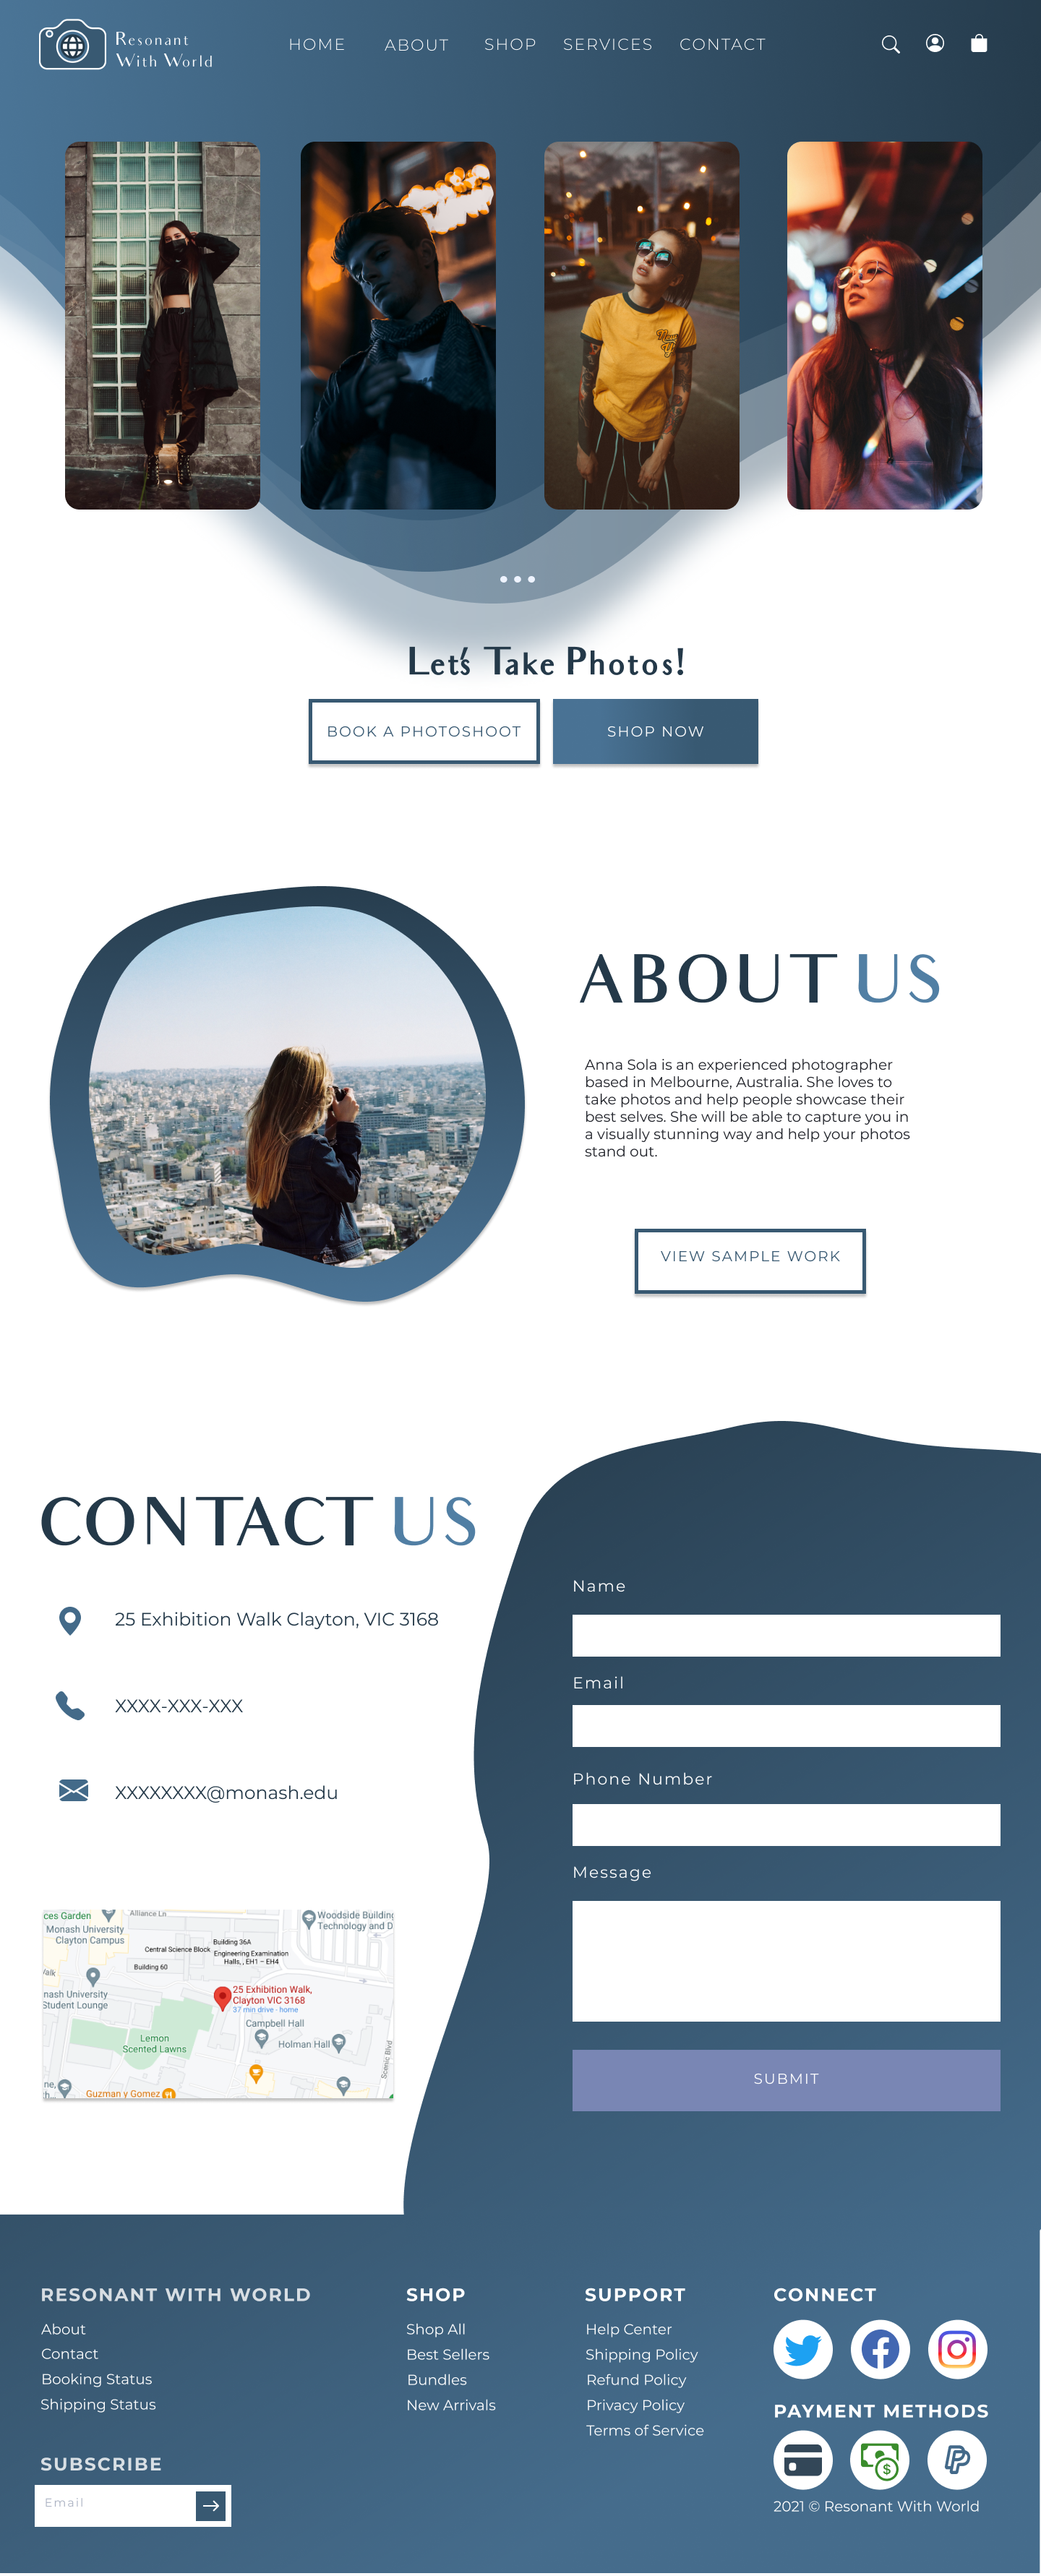 Resonant
With World
HOME
ABOUT
SHOP
SERVICES
CONTACT
New
Let's Take Photos!
BOOK A PHOTOSHOOT
SHOP NOW
ABOUT US
Anna Sola is an experienced photographer
based in Melbourne, Australia. She loves to
take photos and help people showcase their
best selves. She will be able to capture you in
a visually stunning way and help your photos
stand out.
VIEW SAMPLE WORK
CONTACT US
25 Exhibition Walk Clayton, VIC 3168
XXXX-XXX-XXX
XXXXXXXX@monash.edu
ces Garden
Alliance Ln
Woodside Building
Technology and D
Monash University
Clayton Campus
Building 36A
Central Science Block
Engineering Examination
Halls, , EH1 – EH4
Building 60
Walk
nash University
Student Lounge
25 Exhibition Walk,
Clayton VIC 3168
37 min drive - home
Campbell Hall
Lemon
Scented Lawns
Holman Hall
Scenic Blvd
ne,
h
Guzman y Gomez
Name
Email
Phone Number
Message
SUBMIT
RESONANT WITH WORLD
About
Contact
Booking Status
Shipping Status
SUBSCRIBE
Email
SHOP
Shop All
Best Sellers
Bundles
New Arrivals
SUPPORT
Help Center
Shipping Policy
Refund Policy
Privacy Policy
Terms of Service
CONNECT
PAYMENT METHODS
2021 © Resonant With World